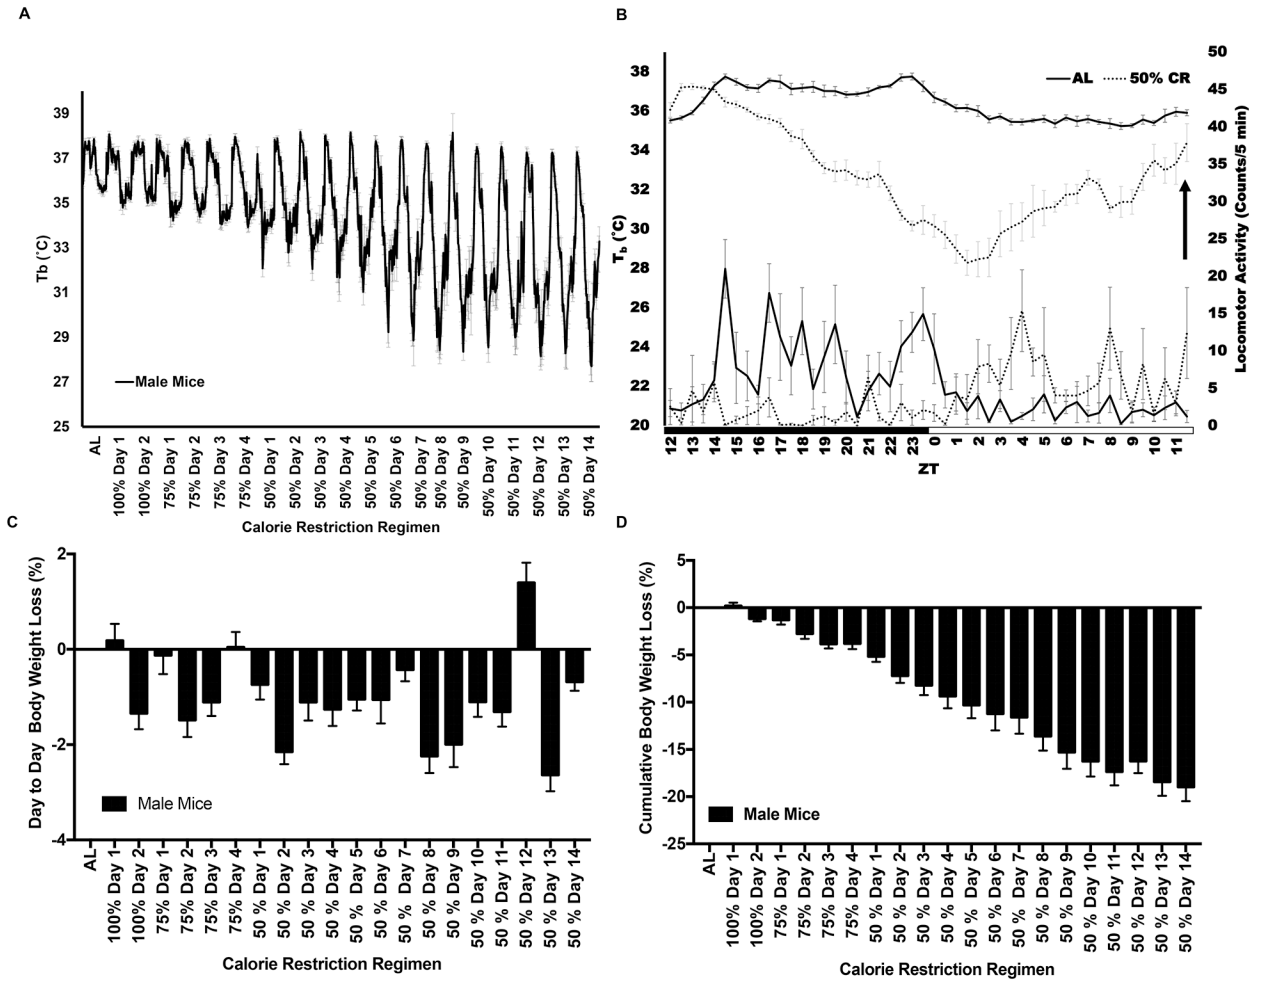 A
Tb (˚C)
39
37
35
33
31
29
27
25
Male Mice
AL
100% Day 1
100% Day 2
75% Day 1
75% Day 2
75% Day 3
75% Day 4
50% Day 1
50% Day 2
50% Day 3
50% Day 4
50% Day 5
50% Day 6
50% Day 7
50% Day 8
50% Day 9
50% Day 10
50% Day 11
50% Day 12
50% Day 13
50% Day 14
Calorie Restriction Regimen
B
Tb (˚C)
38
36
34
32
30
28
26
24
22
20
AL
50% CR
50
45
40
35
30
25
20
15
10
5
0
Locomotor Activity (Counts/5 min)
12
13
14
15
16
17
18
19
20
21
22
23
0
1
2
3
4
5
6
7
8
9
10
11
ZT
C
Day to Day Body Weight Loss (%)
2
0
-2
-4
Male Mice
AL
100% Day 1
100% Day 2
75% Day 1
75% Day 2
75% Day 3
75% Day 4
50 % Day 1
50 % Day 2
50 % Day 3
50 % Day 4
50 % Day 5
50 % Day 6
50 % Day 7
50 % Day 8
50 % Day 9
50 % Day 10
50 % Day 11
50 % Day 12
50 % Day 13
50 % Day 14
Calorie Restriction Regimen
D
Cumulative Body Weight Loss (%)
5
0
-5
-10
-15
-20
-25
Male Mice
AL
100% Day 1
100% Day 2
75% Day 1
75% Day 2
75% Day 3
75% Day 4
50 % Day 1
50 % Day 2
50 % Day 3
50 % Day 4
50 % Day 5
50 % Day 6
50 % Day 7
50 % Day 8
50 % Day 9
50 % Day 10
50 % Day 11
50 % Day 12
50 % Day 13
50 % Day 14
Calorie Restriction Regimen